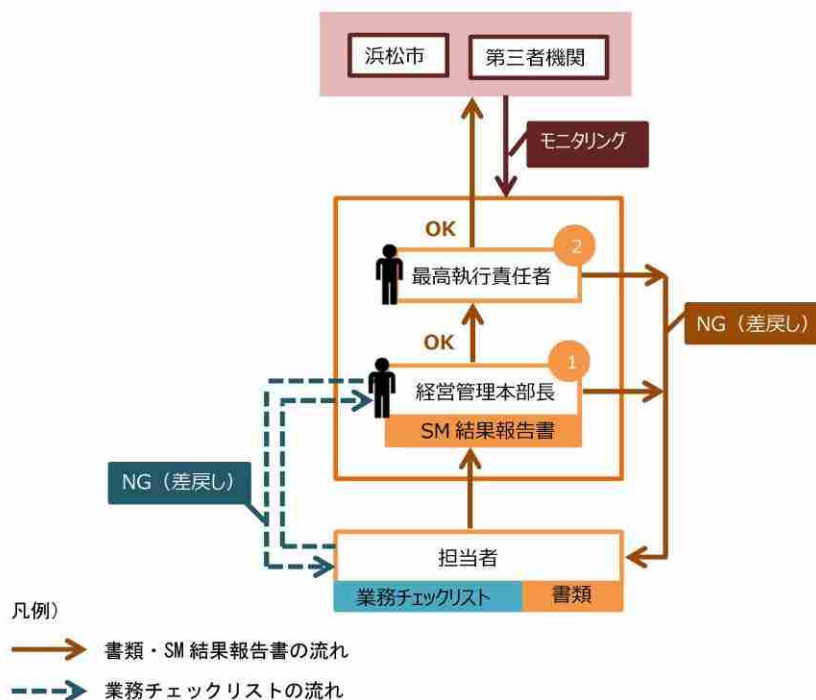 浜松市
第三者機関
モニタリング
OK
2
最高執行責任者
NG（差戻し）
OK
1
経営管理本部長
SM 結果報告書
NG（差戻し）
担当者
業務チェックリスト
書類
凡例）
書類・SM 結果報告書の流れ
業務チェックリストの流れ